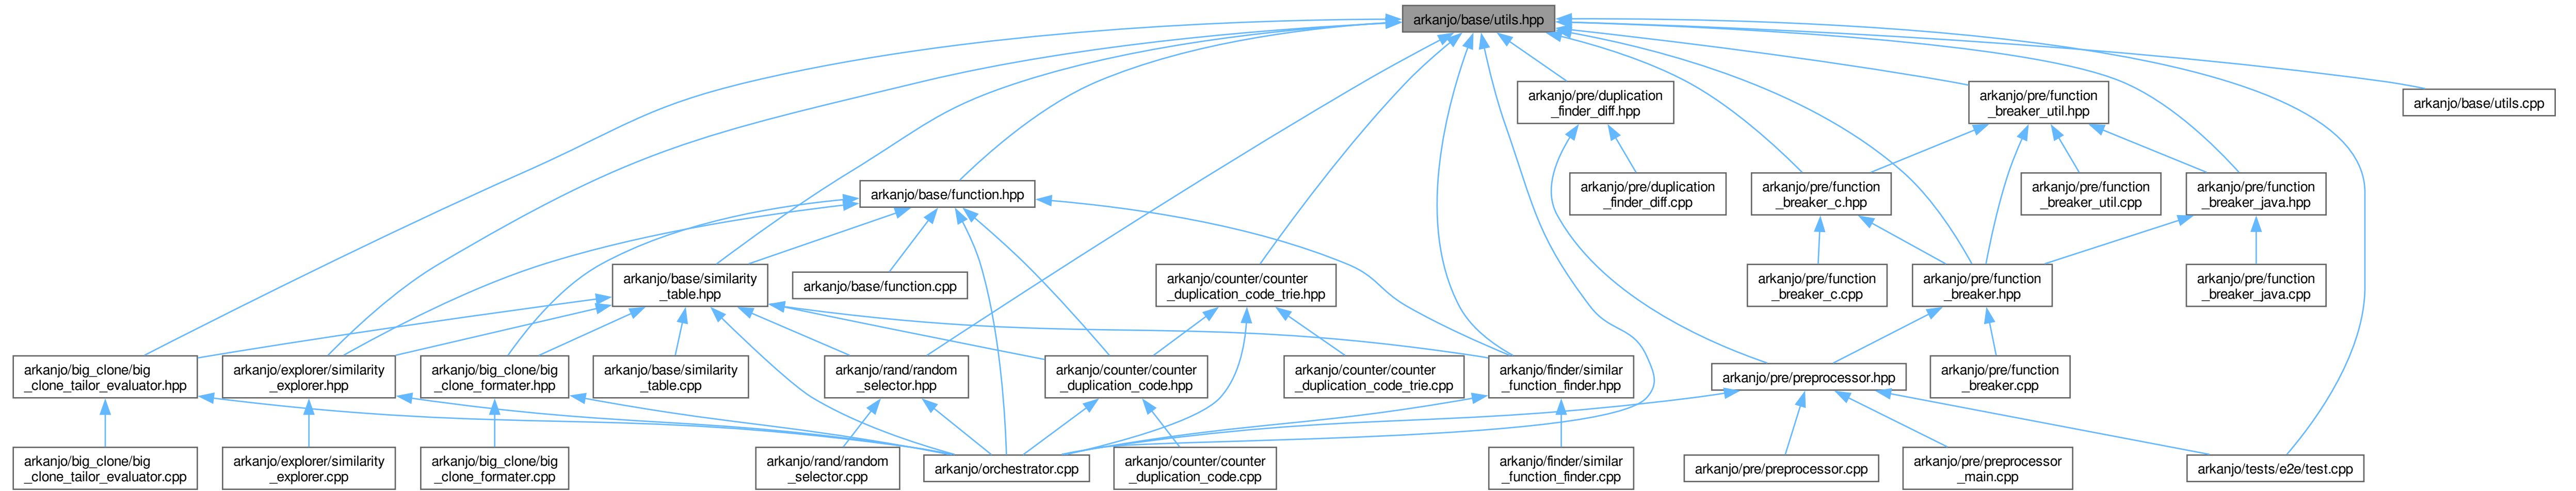 arkanjo/base/utils.hpp
arkanjo/pre/duplication
_finder_diff.hpp
arkanjo/pre/function
_breaker_util.hpp
arkanjo/base/utils.cpp
arkanjo/base/function.hpp
arkanjo/pre/duplication
_finder_diff.cpp
arkanjo/pre/function
_breaker_c.hpp
arkanjo/pre/function
_breaker_util.cpp
arkanjo/pre/function
_breaker_java.hpp
arkanjo/base/similarity
_table.hpp
arkanjo/base/function.cpp
arkanjo/counter/counter
_duplication_code_trie.hpp
arkanjo/pre/function
_breaker_c.cpp
arkanjo/pre/function
_breaker.hpp
arkanjo/pre/function
_breaker_java.cpp
arkanjo/big_clone/big
_clone_tailor_evaluator.hpp
arkanjo/explorer/similarity
_explorer.hpp
arkanjo/big_clone/big
_clone_formater.hpp
arkanjo/base/similarity
_table.cpp
arkanjo/rand/random
_selector.hpp
arkanjo/counter/counter
_duplication_code.hpp
arkanjo/counter/counter
_duplication_code_trie.cpp
arkanjo/finder/similar
_function_finder.hpp
arkanjo/pre/preprocessor.hpp
arkanjo/pre/function
_breaker.cpp
arkanjo/big_clone/big
_clone_tailor_evaluator.cpp
arkanjo/explorer/similarity
_explorer.cpp
arkanjo/big_clone/big
_clone_formater.cpp
arkanjo/rand/random
_selector.cpp
arkanjo/orchestrator.cpp
arkanjo/counter/counter
_duplication_code.cpp
arkanjo/finder/similar
_function_finder.cpp
arkanjo/pre/preprocessor.cpp
arkanjo/pre/preprocessor
_main.cpp
arkanjo/tests/e2e/test.cpp